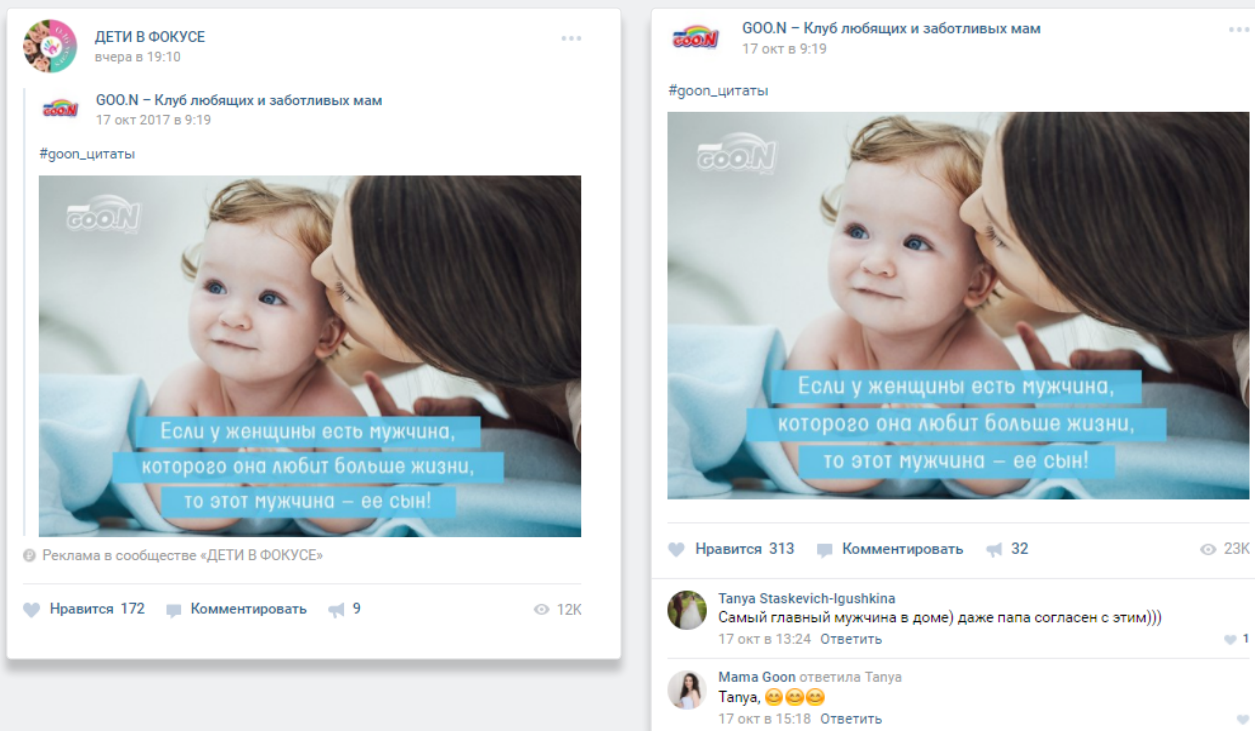 ДЕТИ В ФОКУСЕ
вчера в 19:10
GOO.N
GOO.N – Клуб любящих и заботливых мам
17 окт 2017 в 9:19
#goon_цитаты
GOO.N
Если у женщины есть мужчина,
которого она любит больше жизни,
то этот мужчина – ее сын!
Реклама в сообществе «ДЕТИ В ФОКУСЕ»
Нравится 172 Комментировать 9 12K
GOO.N
GOO.N – Клуб любящих и заботливых мам
17 окт в 9:19
#goon_цитаты
GOO.N
Если у женщины есть мужчина,
которого она любит больше жизни,
то этот мужчина – ее сын!
Нравится 313 Комментировать 32 23K
Tanya Staskevich-Igushkina
Самый главный мужчина в доме) даже папа согласен с этим)))
17 окт в 13:24 Ответить 1
Mama Goon ответила Tanya
Tanya, 😊😊😊
17 окт в 15:18 Ответить